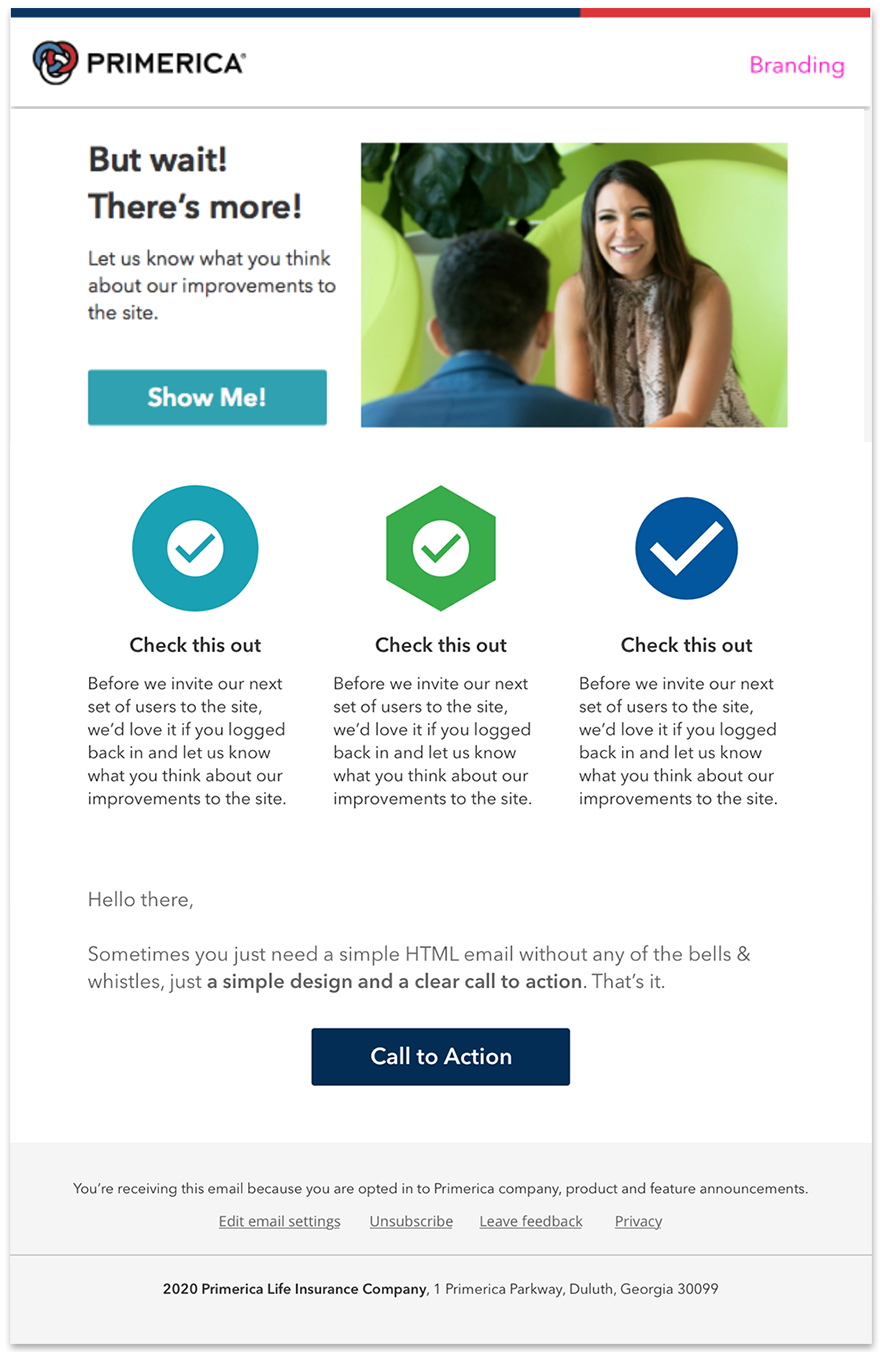 PRIMERICA®
Branding
But wait!
There's more!
Let us know what you think
about our improvements to
the site.
Show Me!
Check this out
Before we invite our next
set of users to the site,
we'd love it if you logged
back in and let us know
what you think about our
improvements to the site.
Check this out
Before we invite our next
set of users to the site,
we'd love it if you logged
back in and let us know
what you think about our
improvements to the site.
Check this out
Before we invite our next
set of users to the site,
we'd love it if you logged
back in and let us know
what you think about our
improvements to the site.
Hello there,
Sometimes you just need a simple HTML email without any of the bells &
whistles, just a simple design and a clear call to action. That's it.
Call to Action
You're receiving this email because you are opted in to Primerica company, product and feature announcements.
Edit email settings Unsubscribe Leave feedback Privacy
2020 Primerica Life Insurance Company, 1 Primerica Parkway, Duluth, Georgia 30099